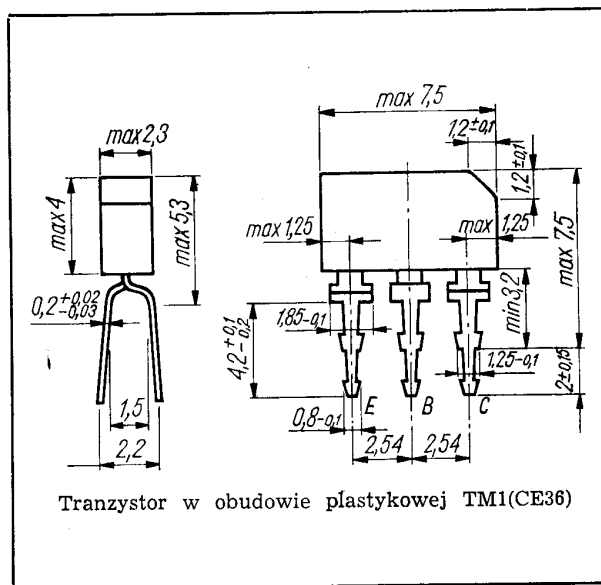 max 7,5
1,2±0,1
max 2,3
1,2±0,1
max 4
max 5,3
max 1,25
max 1,25
max 7,5
0,2 +0,02 -0,03
4,2 +0,1 -0,2
1,85-0,1
min 3,2
1,25-0,1
2±0,15
1,5
0,8-0,1
E B C
2,2
2,54 2,54
Tranzystor w obudowie plastykowej TM1(CE36)